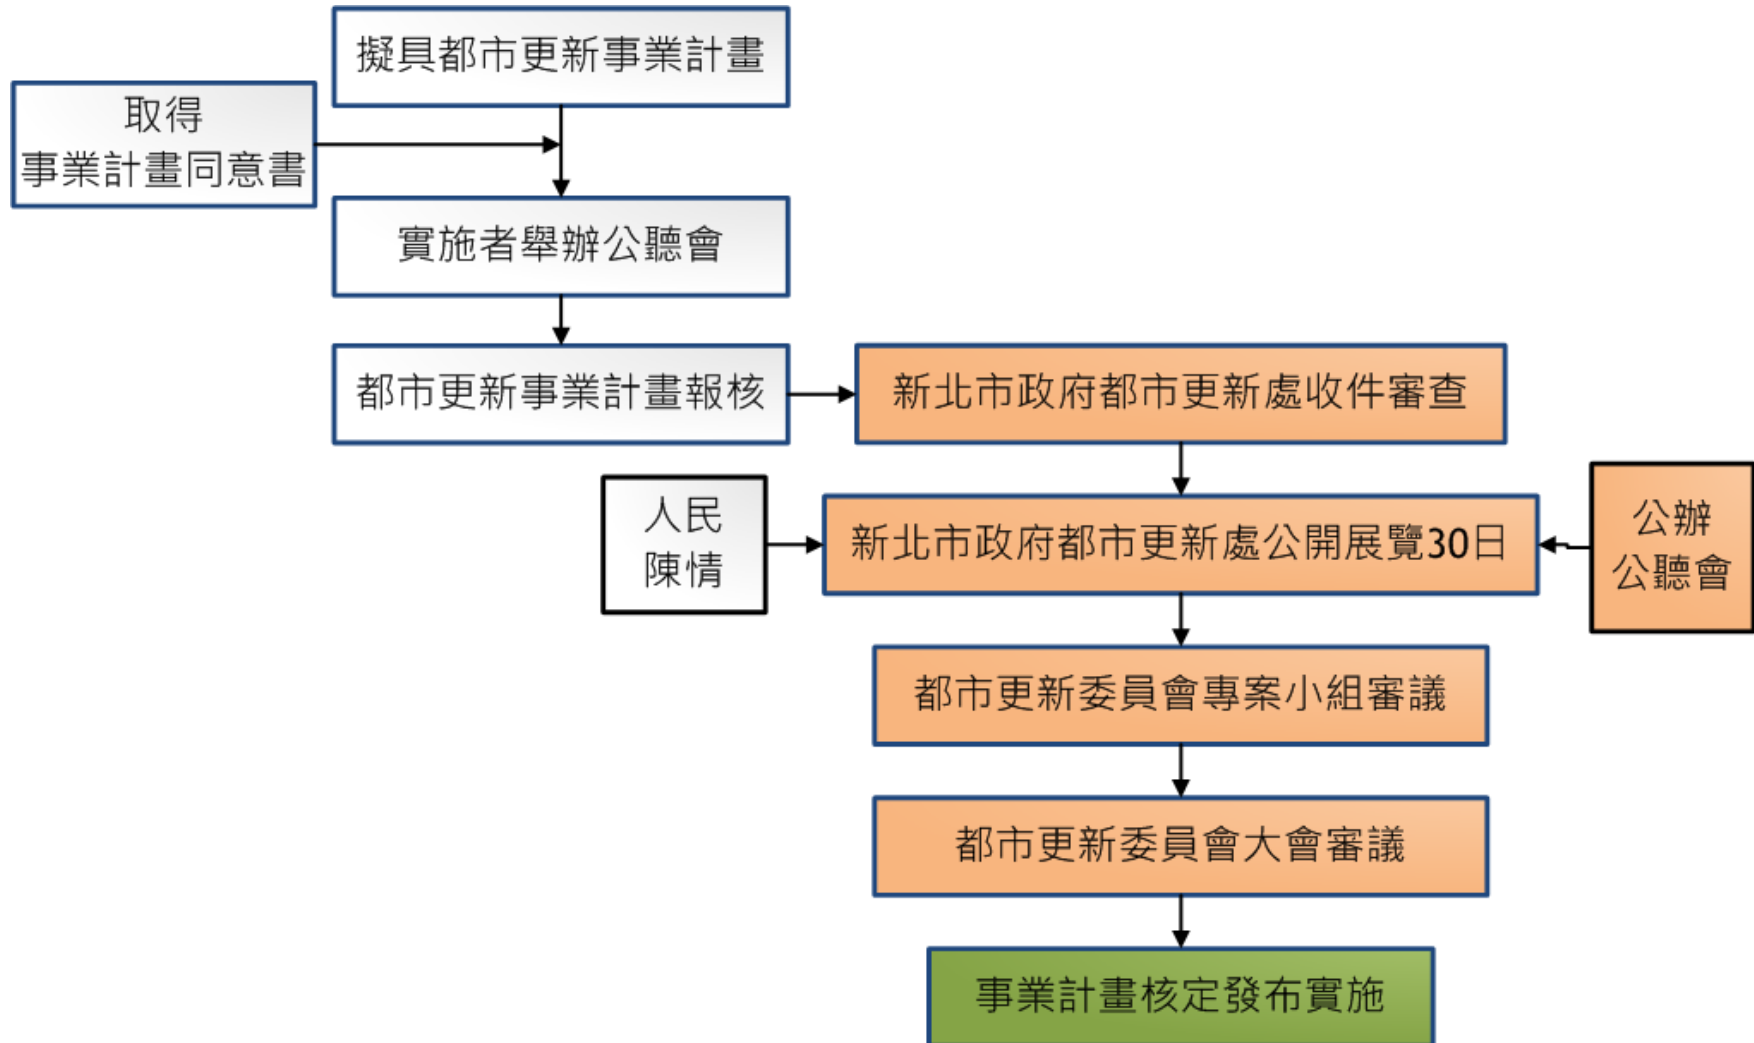 擬具都市更新事業計畫
取得
事業計畫同意書
實施者舉辦公聽會
都市更新事業計畫報核
新北市政府都市更新處收件審查
人民
陳情
新北市政府都市更新處公開展覽30日
公辦
公聽會
都市更新委員會專案小組審議
都市更新委員會大會審議
事業計畫核定發布實施